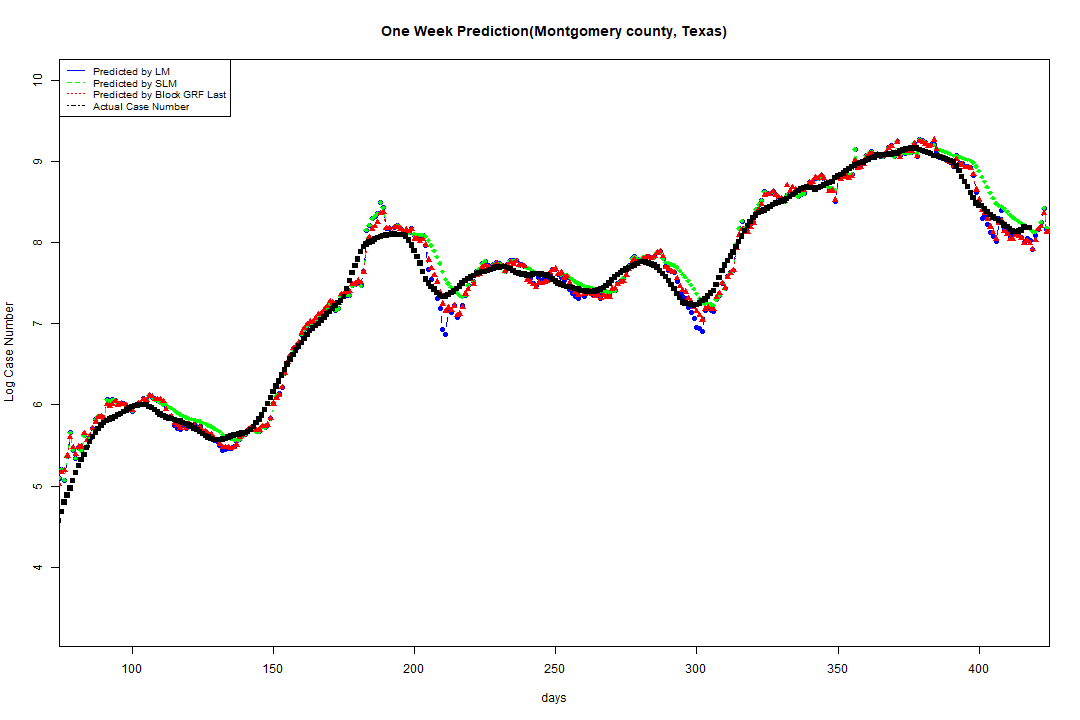 One Week Prediction(Montgomery county, Texas)
Predicted by LM
Predicted by SLM
Predicted by Block GRF Last
Actual Case Number
10
9
8
7
6
5
4
Log Case Number
100 150 200 250 300 350 400
days